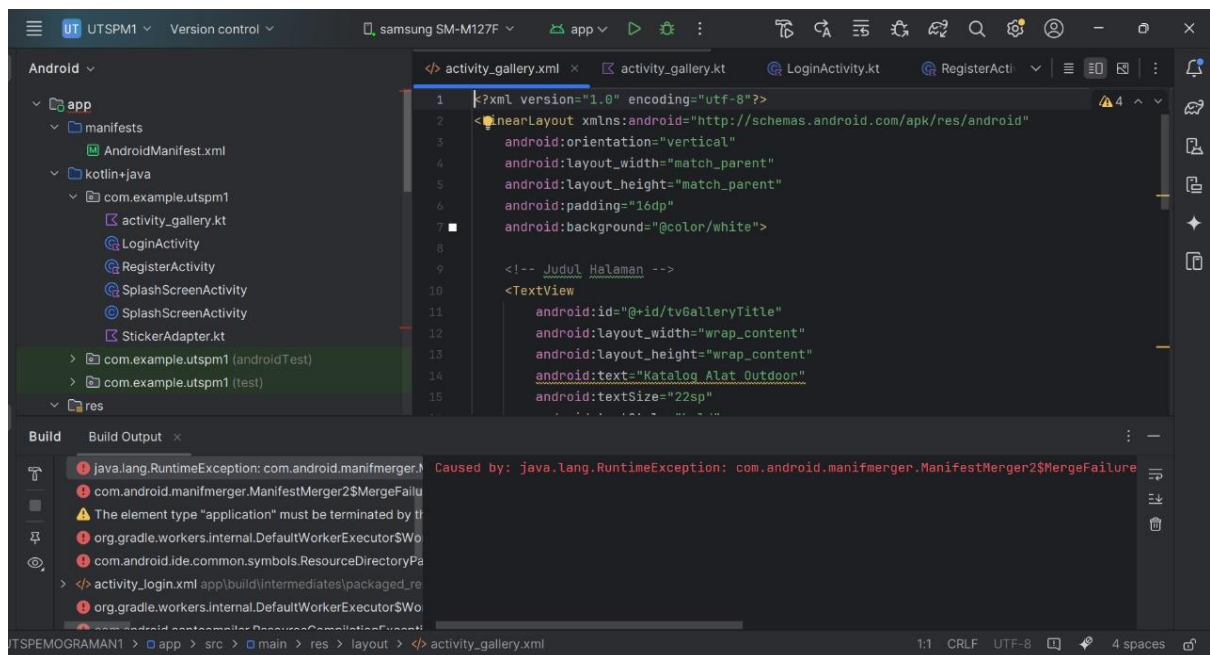 UT UTSPM1 Version control samsung SM-M127F app
Android
app
manifests
AndroidManifest.xml
kotlin+java
com.example.utspm1
activity_gallery.kt
LoginActivity
RegisterActivity
SplashScreenActivity
SplashScreenActivity
StickerAdapter.kt
com.example.utspm1 (androidTest)
com.example.utspm1 (test)
res
activity_gallery.xml activity_gallery.kt LoginActivity.kt RegisterActi
4
1 <?xml version="1.0" encoding="utf-8"?>
2 <LinearLayout xmlns:android="http://schemas.android.com/apk/res/android"
3 android:orientation="vertical"
4 android:layout_width="match_parent"
5 android:layout_height="match_parent"
6 android:padding="16dp"
7 android:background="@color/white">
8
9 <!-- Judul Halaman -->
10 <TextView
11 android:id="@+id/tvGalleryTitle"
12 android:layout_width="wrap_content"
13 android:layout_height="wrap_content"
14 android:text="Katalog Alat Outdoor"
15 android:textSize="22sp"
Build Build Output
java.lang.RuntimeException: com.android.manifmerger.M
com.android.manifmerger.ManifestMerger2$MergeFailu
The element type "application" must be terminated by th
org.gradle.workers.internal.DefaultWorkerExecutor$Wo
com.android.ide.common.symbols.ResourceDirectoryPa
activity_login.xml app\build\intermediates\packaged_re
org.gradle.workers.internal.DefaultWorkerExecutor$Wo
Caused by: java.lang.RuntimeException: com.android.manifmerger.ManifestMerger2$MergeFailure
UTSPEMOGRAMAN1 > app > src > main > res > layout > activity_gallery.xml 1:1 CRLF UTF-8 4 spaces